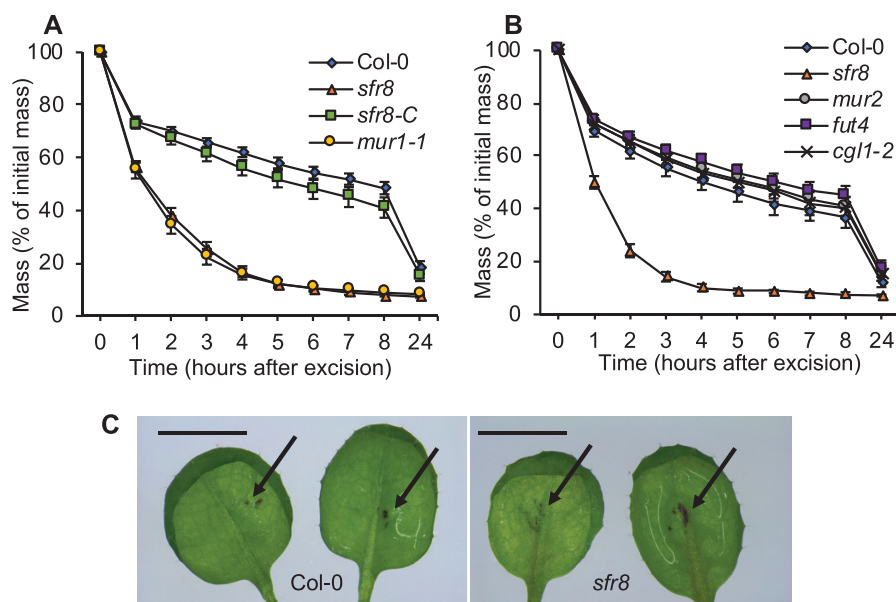 A
B
Mass (% of initial mass)
100
80
60
40
20
0
Col-0
sfr8
sfr8-C
mur1-1
0 1 2 3 4 5 6 7 8 24
Time (hours after excision)
Mass (% of initial mass)
100
80
60
40
20
0
Col-0
sfr8
mur2
fut4
cgl1-2
0 1 2 3 4 5 6 7 8 24
Time (hours after excision)
C
Col-0
sfr8